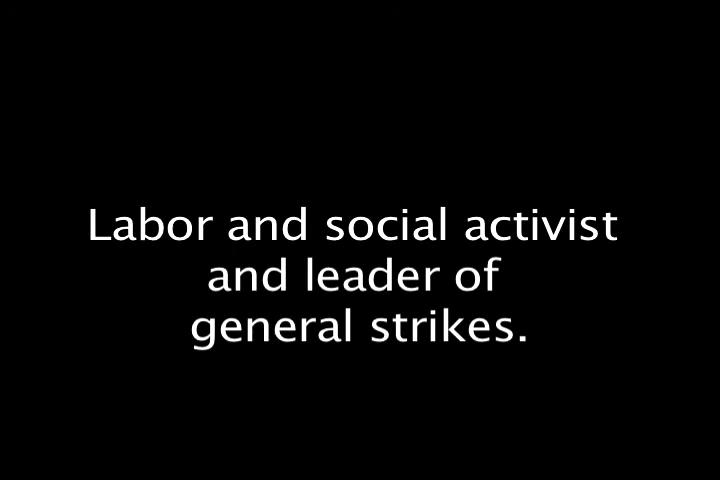 Labor and social activist
and leader of
general strikes.